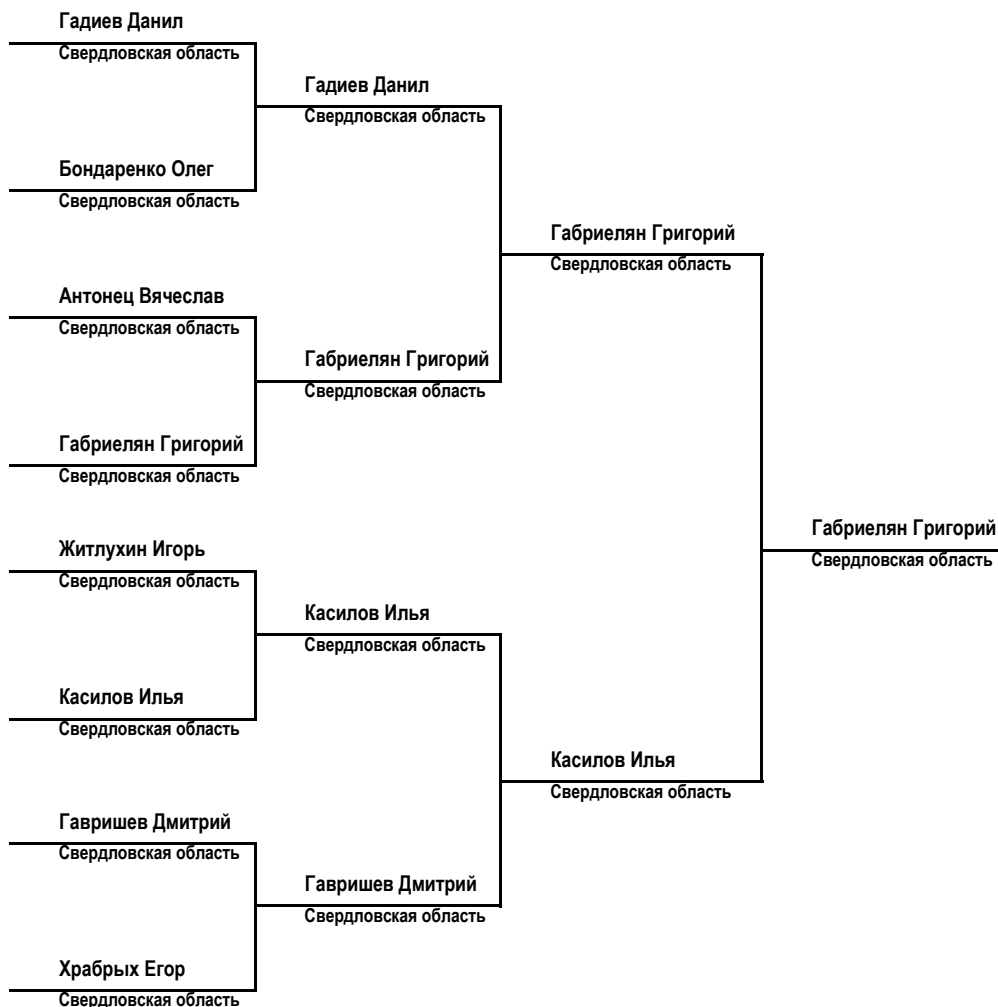 Гадиев Данил
Свердловская область
Гадиев Данил
Свердловская область
Бондаренко Олег
Свердловская область
Габриелян Григорий
Свердловская область
Антонец Вячеслав
Свердловская область
Габриелян Григорий
Свердловская область
Габриелян Григорий
Свердловская область
Габриелян Григорий
Свердловская область
Житлухин Игорь
Свердловская область
Касилов Илья
Свердловская область
Касилов Илья
Свердловская область
Касилов Илья
Свердловская область
Гавришев Дмитрий
Свердловская область
Гавришев Дмитрий
Свердловская область
Храбрых Егор
Свердловская область